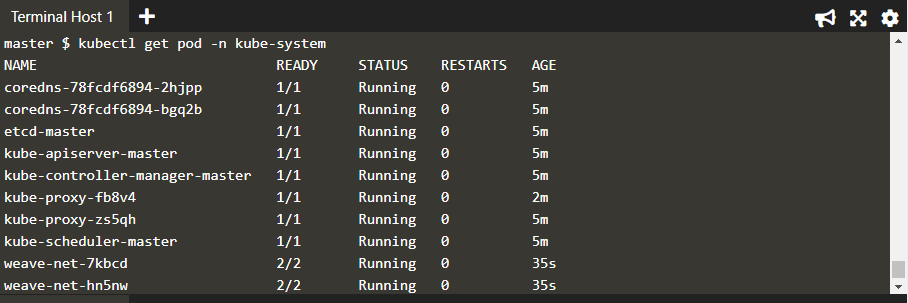 Terminal Host 1
master $ kubectl get pod -n kube-system
NAME READY STATUS RESTARTS AGE
coredns-78fcdf6894-2hjpp 1/1 Running 0 5m
coredns-78fcdf6894-bgq2b 1/1 Running 0 5m
etcd-master 1/1 Running 0 5m
kube-apiserver-master 1/1 Running 0 5m
kube-controller-manager-master 1/1 Running 0 5m
kube-proxy-fb8v4 1/1 Running 0 2m
kube-proxy-zs5qh 1/1 Running 0 5m
kube-scheduler-master 1/1 Running 0 5m
weave-net-7kbcd 2/2 Running 0 35s
weave-net-hn5nw 2/2 Running 0 35s